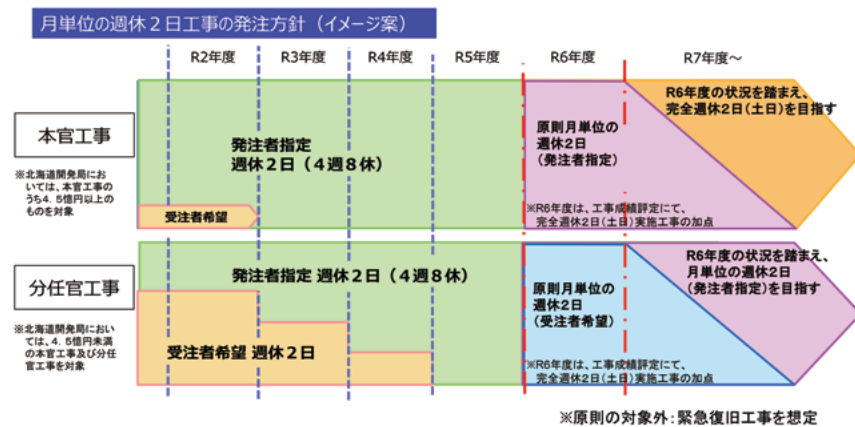 月単位の週休２日工事の発注方針（イメージ案）
R2年度
R3年度
R4年度
R5年度
R6年度
R7年度～
本官工事
※北海道開発局にお
いては、本官工事の
うち４．５億円以上の
ものを対象
発注者指定
週休２日（４週８休）
受注者希望
原則月単位の
週休2日
（発注者指定）
※R6年度は、工事成績評定にて、
完全週休2日（土日）実施工事の加点
R6年度の状況を踏まえ、
完全週休2日（土日）を目指す
分任官工事
※北海道開発局におい
ては、４．５億円未満
の本官工事及び分任
官工事を対象
発注者指定 週休２日（４週８休）
受注者希望 週休２日
原則月単位の
週休2日
（受注者希望）
※R6年度は、工事成績評定にて、
完全週休2日（土日）実施工事の加点
R6年度の状況を踏まえ、
月単位の週休2日
（発注者指定）を目指す
※原則の対象外：緊急復旧工事を想定